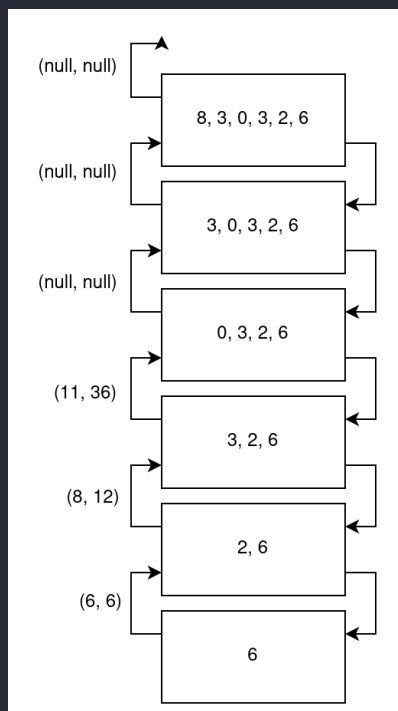 (null, null)
8, 3, 0, 3, 2, 6
(null, null)
3, 0, 3, 2, 6
(null, null)
0, 3, 2, 6
(11, 36)
3, 2, 6
(8, 12)
2, 6
(6, 6)
6